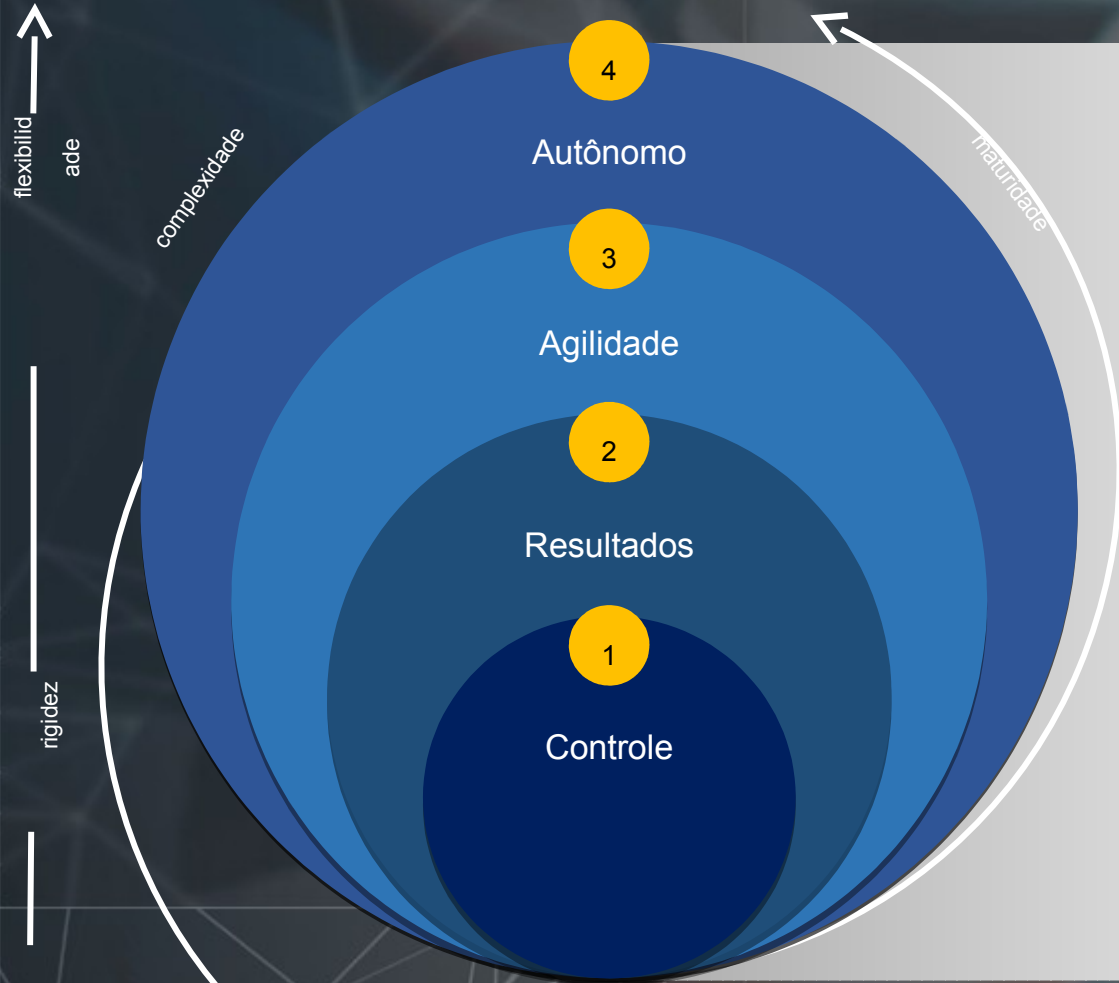 flexibilid
ade
rigidez
complexidade
maturidade
4
Autônomo
3
Agilidade
2
Resultados
1
Controle